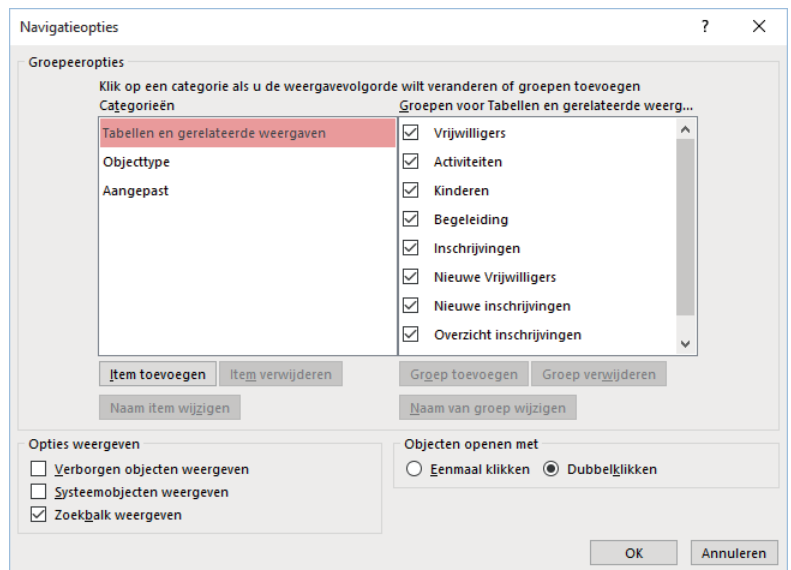 Navigatieopties
Groepeeropties
Klik op een categorie als u de weergavevolgorde wilt veranderen of groepen toevoegen
Categorieën
Groepen voor Tabellen en gerelateerde weerg...
Tabellen en gerelateerde weergaven
Objecttype
Aangepast
Vrijwilligers
Activiteiten
Kinderen
Begeleiding
Inschrijvingen
Nieuwe Vrijwilligers
Nieuwe inschrijvingen
Overzicht inschrijvingen
Item toevoegen
Item verwijderen
Groep toevoegen
Groep verwijderen
Naam item wijzigen
Naam van groep wijzigen
Opties weergeven
Verborgen objecten weergeven
Systeemobjecten weergeven
Zoekbalk weergeven
Objecten openen met
Eenmaal klikken
Dubbelklikken
OK
Annuleren